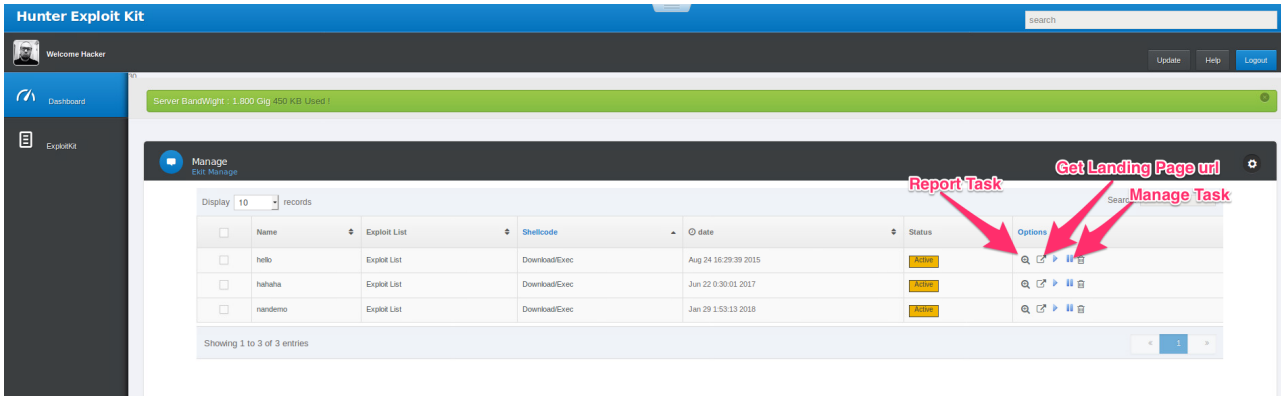 Hunter Exploit Kit
search
Welcome Hacker
Update Help Logout
Dashboard
Server BandWight : 1.800 Gig 450 KB Used !
ExploitKit
Manage
Ekit Manage
Get Landing Page url
Report Task
Manage Task
Display 10 records
Name Exploit List Shellcode date Status Options
hello Exploit List Download/Exec Aug 24 16:29:39 2015 Active
hahaha Exploit List Download/Exec Jun 22 0:30:01 2017 Active
nandemo Exploit List Download/Exec Jan 29 1:53:13 2018 Active
Showing 1 to 3 of 3 entries
« 1 »